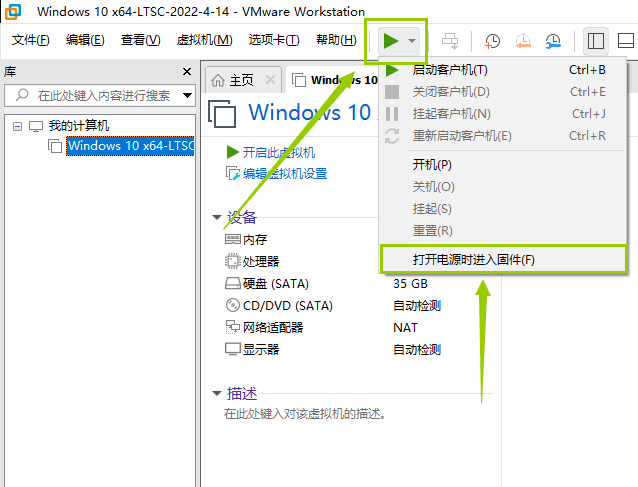 Windows 10 x64-LTSC-2022-4-14 - VMware Workstation
文件(F) 编辑(E) 查看(V) 虚拟机(M) 选项卡(T) 帮助(H)
库
在此处键入内容进行搜索
我的计算机
Windows 10 x64-LTSC
主页
Windows 10
Windows 10
开启此虚拟机
编辑虚拟机设置
设备
内存
处理器
硬盘 (SATA) 35 GB
CD/DVD (SATA) 自动检测
网络适配器 NAT
显示器 自动检测
描述
在此处键入对该虚拟机的描述。
启动客户机(T) Ctrl+B
关闭客户机(D) Ctrl+E
挂起客户机(N) Ctrl+J
重新启动客户机(E) Ctrl+R
开机(P)
关机(O)
挂起(S)
重置(R)
打开电源时进入固件(F)